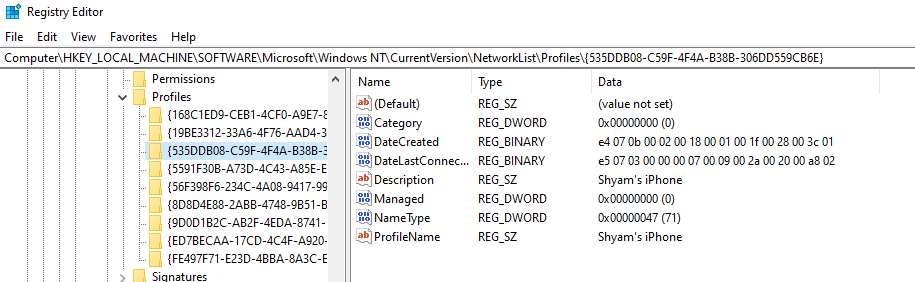 Registry Editor
File Edit View Favorites Help
Computer\HKEY_LOCAL_MACHINE\SOFTWARE\Microsoft\Windows NT\CurrentVersion\NetworkList\Profiles\{535DDB08-C59F-4F4A-B38B-306DD559CB6E}
Permissions
Profiles
{168C1ED9-CEB1-4CF0-A9E7-8
{19BE3312-33A6-4F76-AAD4-3
{535DDB08-C59F-4F4A-B38B-3
{5591F30B-A73D-4C43-A85E-E
{56F398F6-234C-4A08-9417-99
{8D8D4E88-2ABB-4748-9B51-B
{9D0D1B2C-AB2F-4EDA-8741-
{ED7BECAA-17CD-4C4F-A920-
{FE497F71-E23D-4BBA-8A3C-E
Signatures
Name Type Data
(Default) REG_SZ (value not set)
Category REG_DWORD 0x00000000 (0)
DateCreated REG_BINARY e4 07 0b 00 02 00 18 00 01 00 1f 00 28 00 3c 01
DateLastConnec... REG_BINARY e5 07 03 00 00 00 07 00 09 00 2a 00 20 00 a8 02
Description REG_SZ Shyam's iPhone
Managed REG_DWORD 0x00000000 (0)
NameType REG_DWORD 0x00000047 (71)
ProfileName REG_SZ Shyam's iPhone